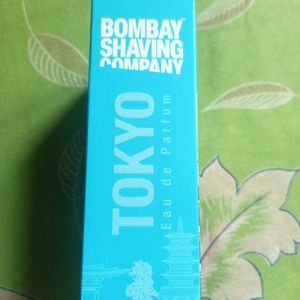 BOMBAY
SHAVING
COMPANY
TOKYO
Eau de Parfum